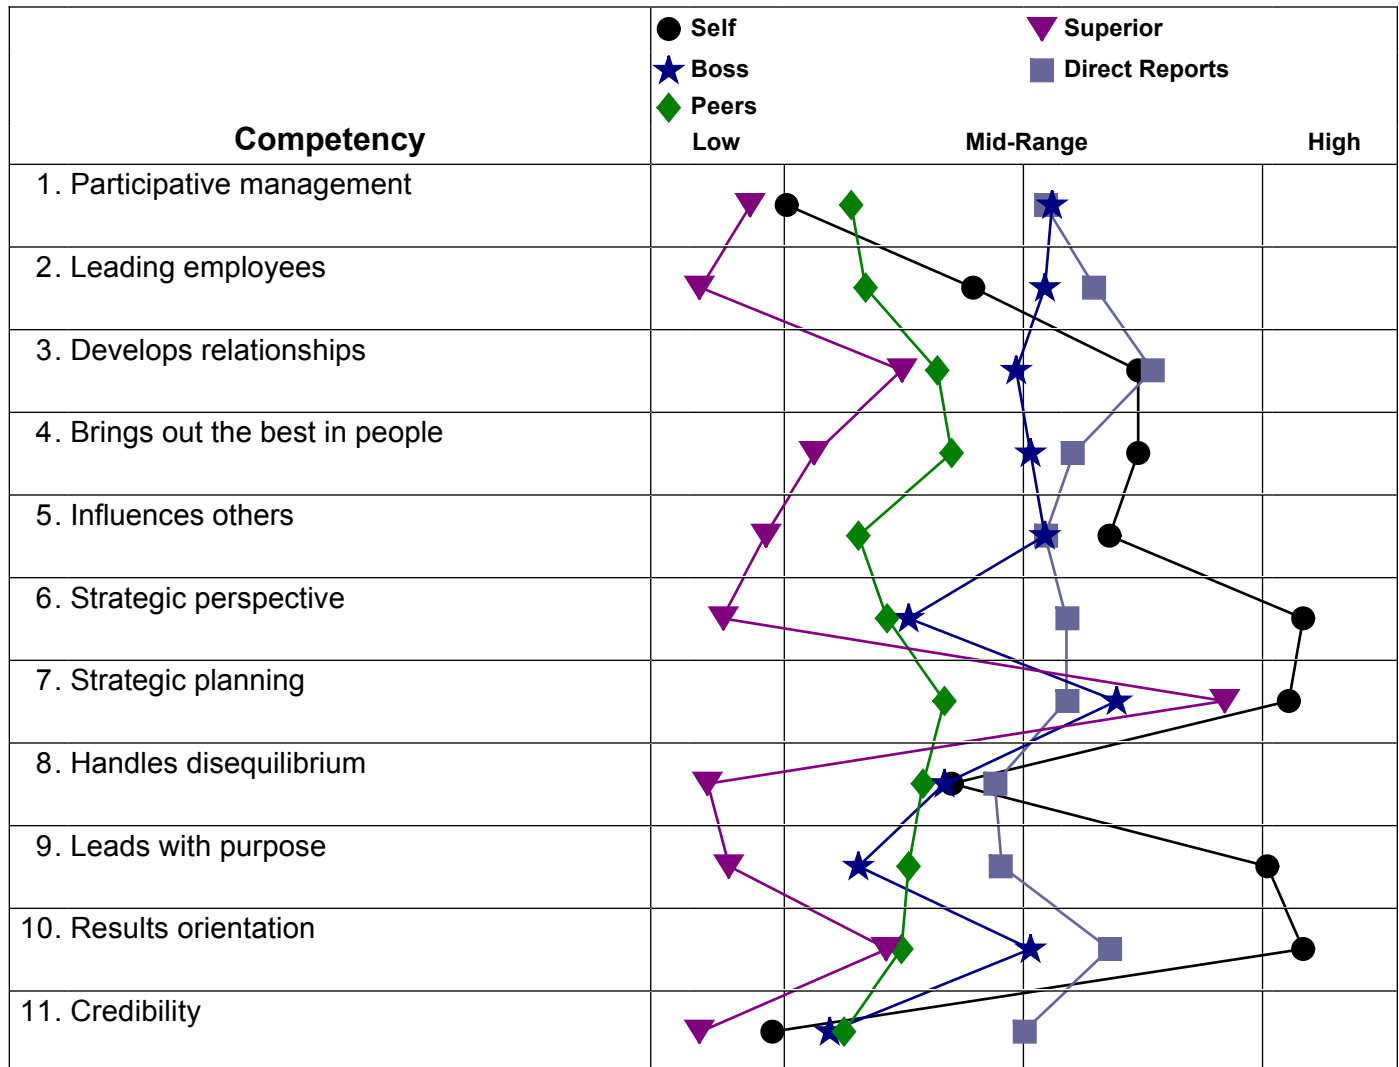 Self
Superior
Boss
Direct Reports
Peers
Competency
Low
Mid-Range
High
1. Participative management
2. Leading employees
3. Develops relationships
4. Brings out the best in people
5. Influences others
6. Strategic perspective
7. Strategic planning
8. Handles disequilibrium
9. Leads with purpose
10. Results orientation
11. Credibility